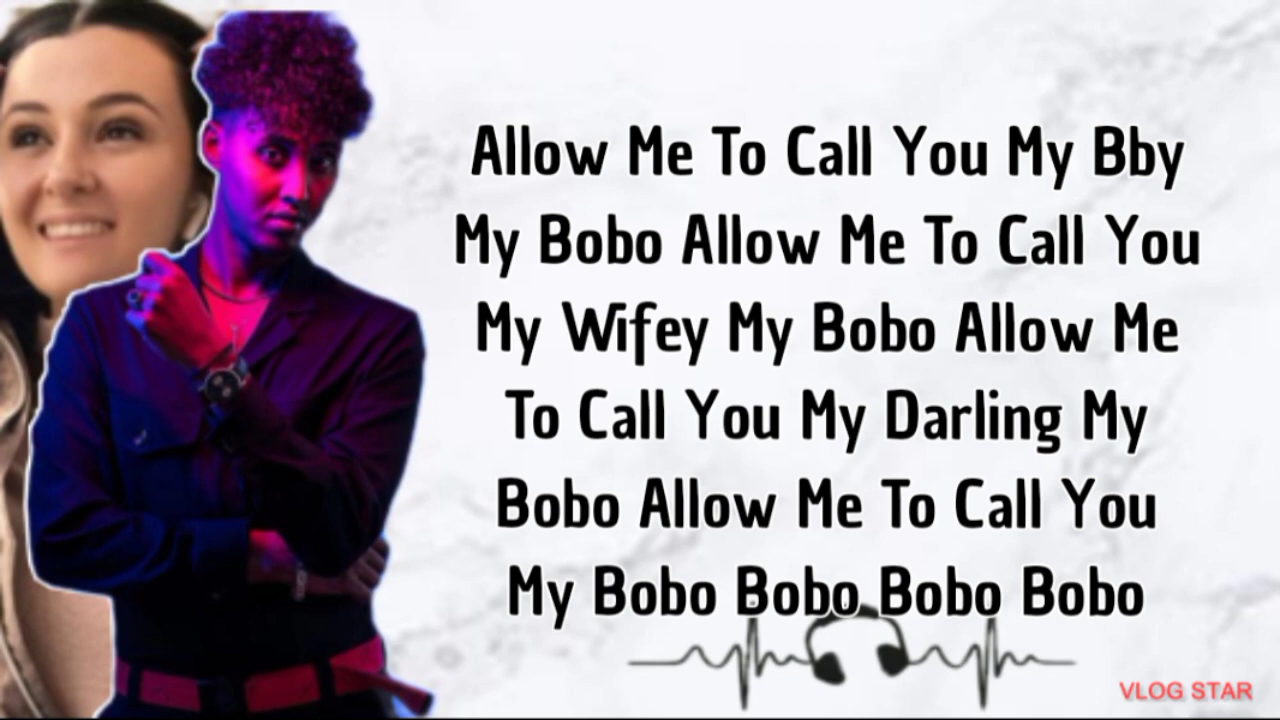 Allow Me To Call You My Bby
My Bobo Allow Me To Call You
My Wifey My Bobo Allow Me
To Call You My Darling My
Bobo Allow Me To Call You
My Bobo Bobo Bobo Bobo
VLOG STAR